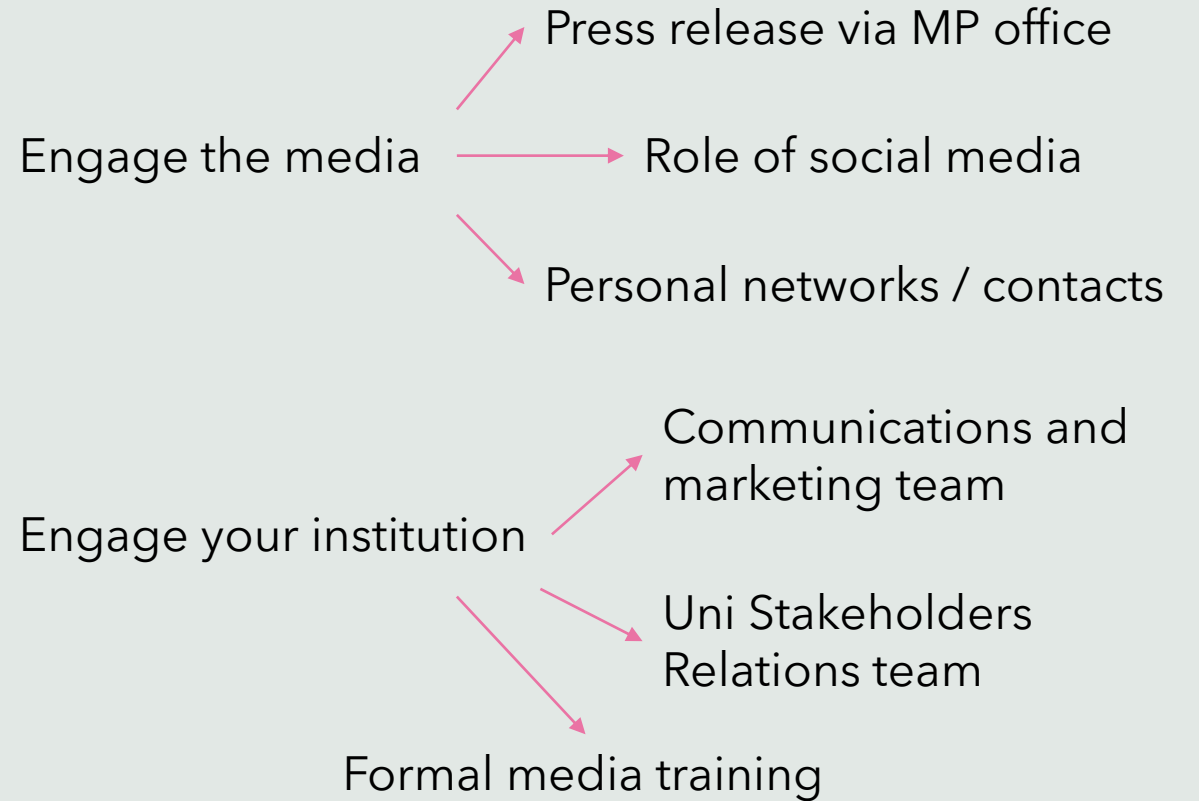 Press release via MP office
Engage the media
Role of social media
Personal networks / contacts
Communications and
marketing team
Engage your institution
Uni Stakeholders
Relations team
Formal media training